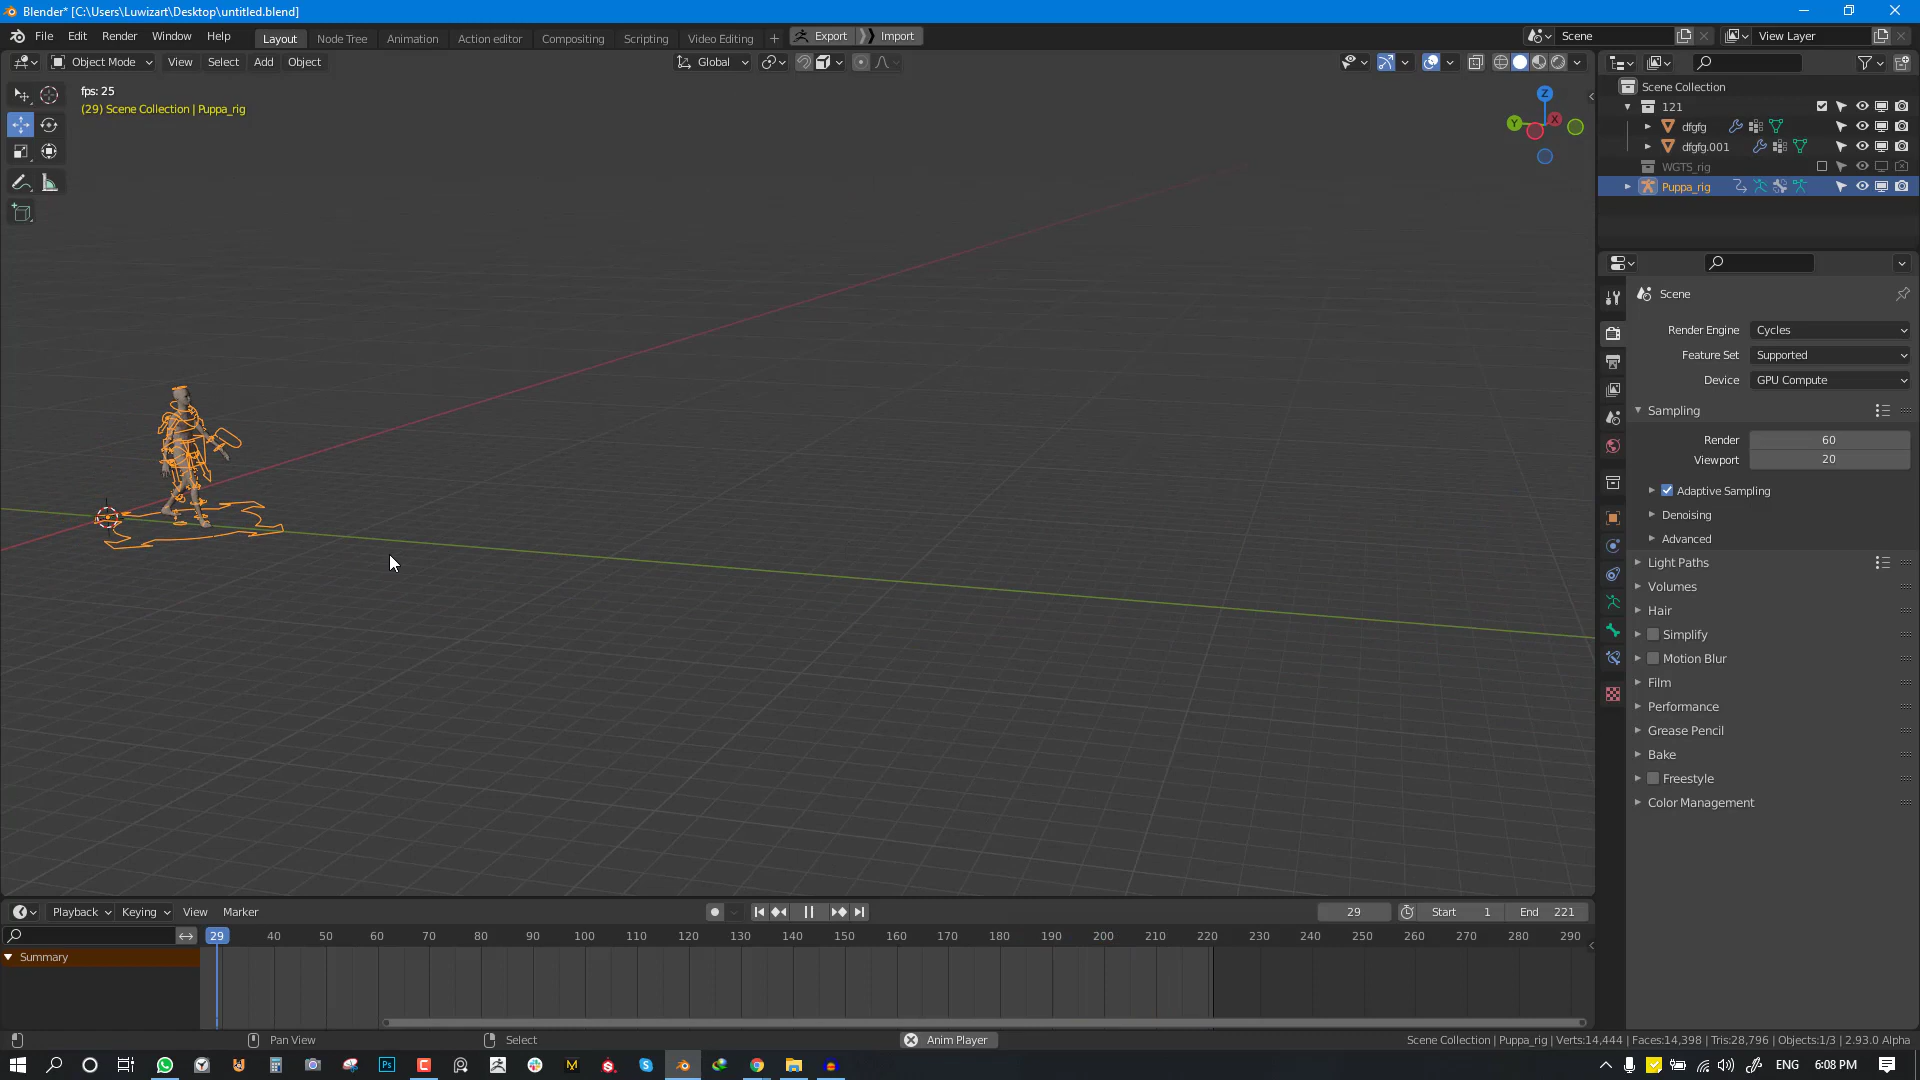 Blender* [C:\Users\Luwizart\Desktop\untitled.blend]
File Edit Render Window Help Layout Node Tree Animation Action editor Compositing Scripting Video Editing + Export Import Scene View Layer
Object Mode View Select Add Object Global
fps: 25
(29) Scene Collection | Puppa_rig
Z
Y
X
Scene Collection
121
dfgfg
dfgfg.001
WGTS_rig
Puppa_rig
Scene
Render Engine Cycles
Feature Set Supported
Device GPU Compute
Sampling
Render 60
Viewport 20
Adaptive Sampling
Denoising
Advanced
Light Paths
Volumes
Hair
Simplify
Motion Blur
Film
Performance
Grease Pencil
Bake
Freestyle
Color Management
Playback Keying View Marker 29 Start 1 End 221
29 40 50 60 70 80 90 100 110 120 130 140 150 160 170 180 190 200 210 220 230 240 250 260 270 280 290
Summary
Pan View Select Anim Player Scene Collection | Puppa_rig | Verts:14,444 | Faces:14,398 | Tris:28,796 | Objects:1/3 | 2.93.0 Alpha
Ps ENG 6:08 PM